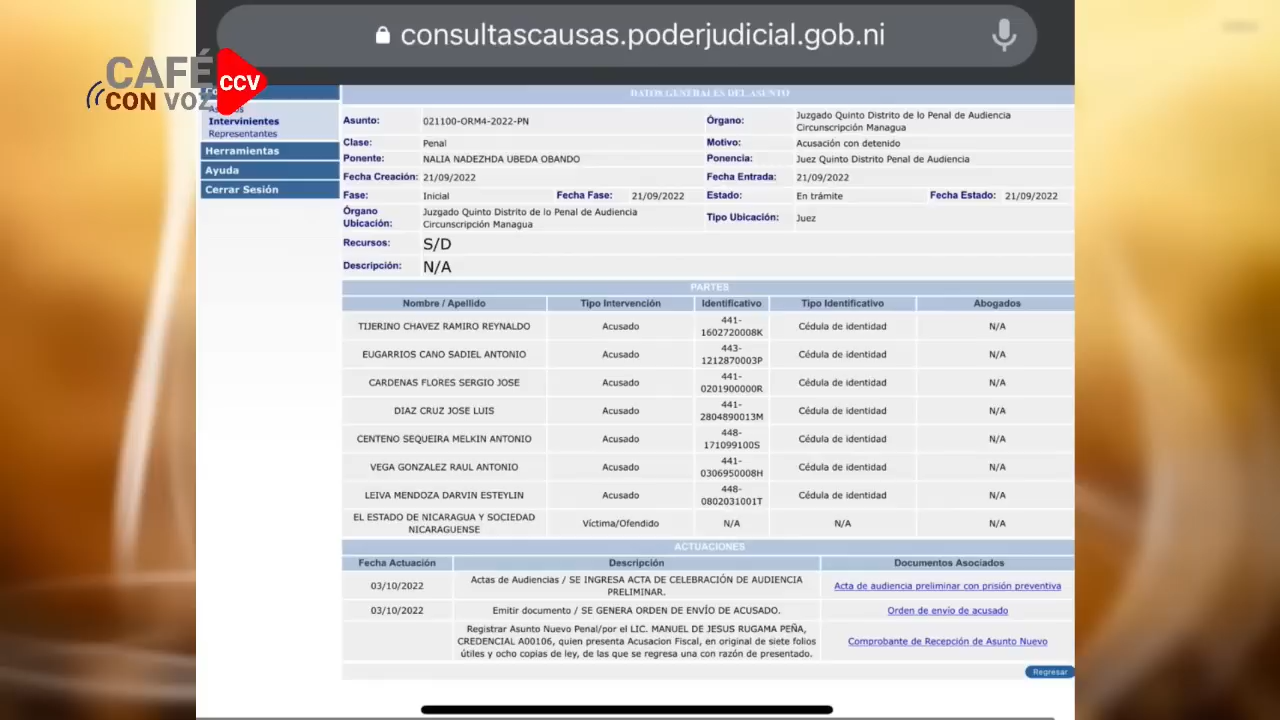 consultascausas.poderjudicial.gob.ni
CAFÉ
CON VOZ
CCV
Intervinientes
Representantes
Herramientas
Ayuda
Cerrar Sesión
DATOS GENERALES DEL ASUNTO
Asunto: 021100-ORM4-2022-PN Órgano: Juzgado Quinto Distrito de lo Penal de Audiencia
Circunscripción Managua
Clase: Penal Motivo: Acusación con detenido
Ponente: NALIA NADEZHDA UBEDA OBANDO Ponencia: Juez Quinto Distrito Penal de Audiencia
Fecha Creación: 21/09/2022 Fecha Entrada: 21/09/2022
Fase: Inicial Fecha Fase: 21/09/2022 Estado: En trámite Fecha Estado: 21/09/2022
Órgano
Ubicación: Juzgado Quinto Distrito de lo Penal de Audiencia
Circunscripción Managua Tipo Ubicación: Juez
Recursos: S/D
Descripción: N/A
PARTES
Nombre / Apellido Tipo Intervención Identificativo Tipo Identificativo Abogados
TIJERINO CHAVEZ RAMIRO REYNALDO Acusado 441-
1602720008K Cédula de identidad N/A
EUGARRIOS CANO SADIEL ANTONIO Acusado 443-
1212870003P Cédula de identidad N/A
CARDENAS FLORES SERGIO JOSE Acusado 441-
0201900000R Cédula de identidad N/A
DIAZ CRUZ JOSE LUIS Acusado 441-
2804890013M Cédula de identidad N/A
CENTENO SEQUEIRA MELKIN ANTONIO Acusado 448-
171099100S Cédula de identidad N/A
VEGA GONZALEZ RAUL ANTONIO Acusado 441-
0306950008H Cédula de identidad N/A
LEIVA MENDOZA DARVIN ESTEYLIN Acusado 448-
0802031001T Cédula de identidad N/A
EL ESTADO DE NICARAGUA Y SOCIEDAD
NICARAGUENSE Víctima/Ofendido N/A N/A N/A
ACTUACIONES
Fecha Actuación Descripción Documentos Asociados
03/10/2022 Actas de Audiencias / SE INGRESA ACTA DE CELEBRACIÓN DE AUDIENCIA
PRELIMINAR. Acta de audiencia preliminar con prisión preventiva
03/10/2022 Emitir documento / SE GENERA ORDEN DE ENVÍO DE ACUSADO. Orden de envío de acusado
Registrar Asunto Nuevo Penal/por el LIC. MANUEL DE JESUS RUGAMA PEÑA,
CREDENCIAL A00106, quien presenta Acusacion Fiscal, en original de siete folios
útiles y ocho copias de ley, de las que se regresa una con razón de presentado. Comprobante de Recepción de Asunto Nuevo
Regresar